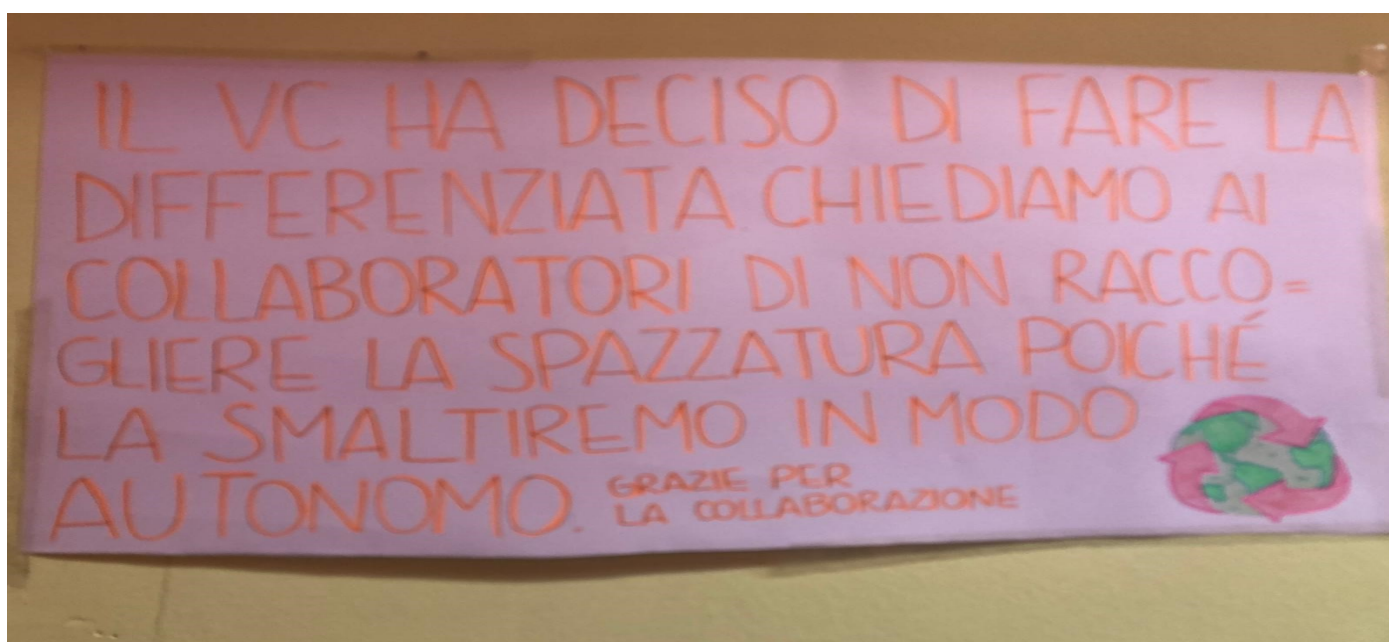 IL VC HA DECISO DI FARE LA
DIFFERENZIATA. CHIEDIAMO AI
COLLABORATORI DI NON RACCO=
GLIERE LA SPAZZATURA POICHÉ
LA SMALTIREMO IN MODO
AUTONOMO. GRAZIE PER
LA COLLABORAZIONE